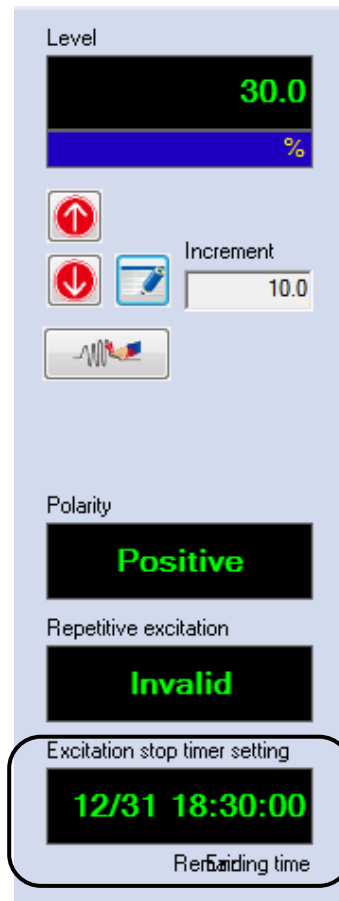 Level
30.0
%
Increment
10.0
Polarity
Positive
Repetitive excitation
Invalid
Excitation stop timer setting
12/31 18:30:00
time